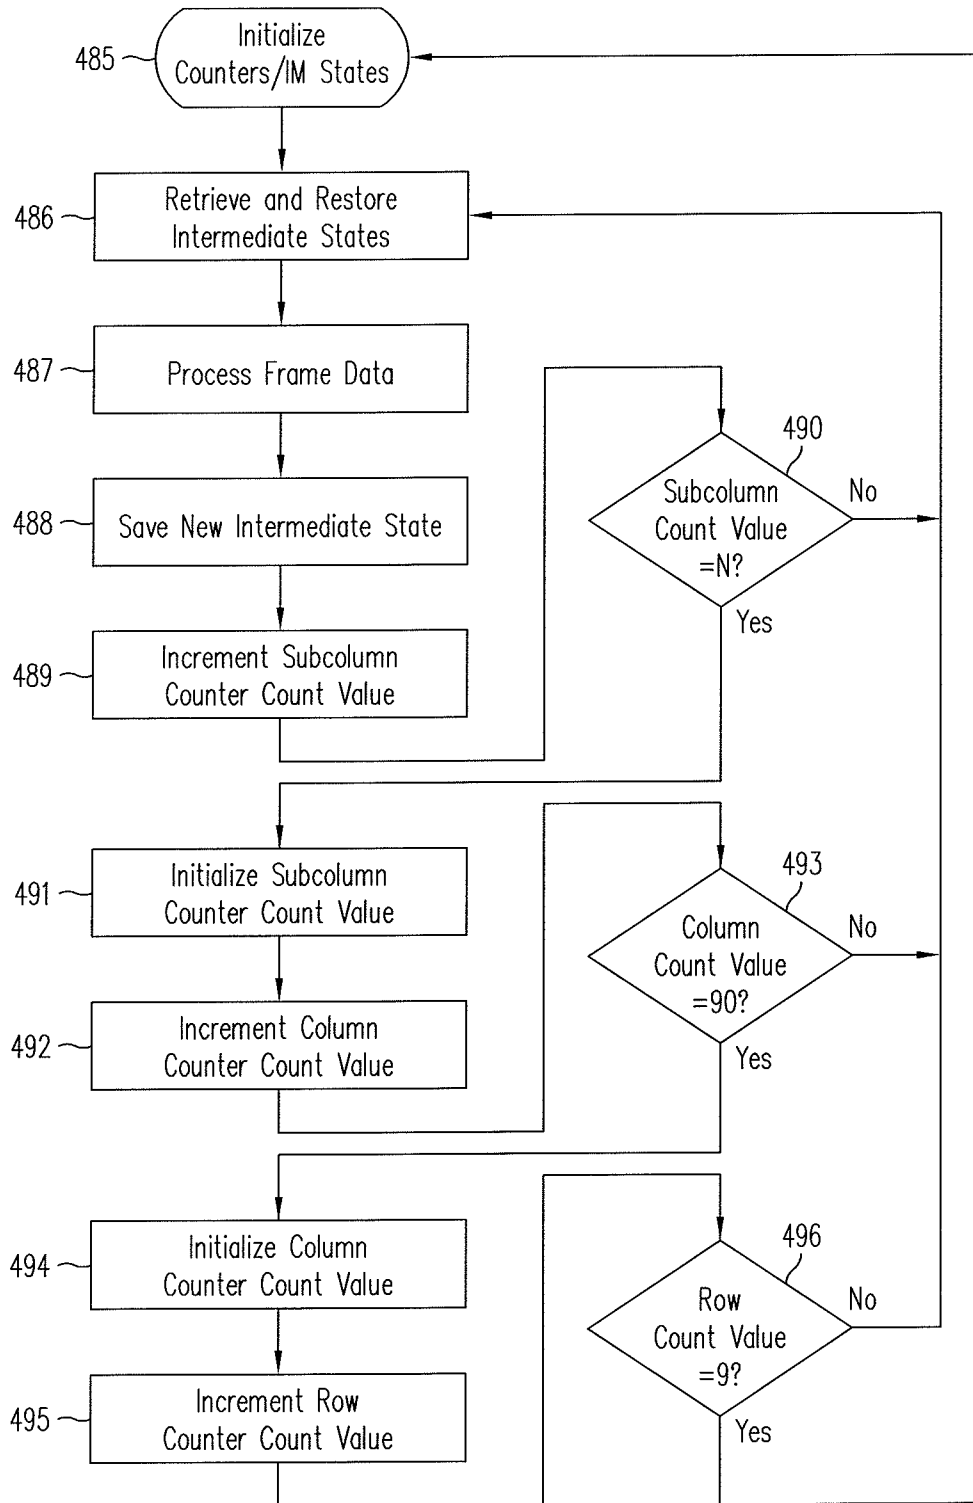 485
Initialize
Counters/IM States
486
Retrieve and Restore
Intermediate States
487
Process Frame Data
488
Save New Intermediate State
489
Increment Subcolumn
Counter Count Value
490
Subcolumn
Count Value
=N?
No
Yes
491
Initialize Subcolumn
Counter Count Value
492
Increment Column
Counter Count Value
493
Column
Count Value
=90?
No
Yes
494
Initialize Column
Counter Count Value
495
Increment Row
Counter Count Value
496
Row
Count Value
=9?
No
Yes